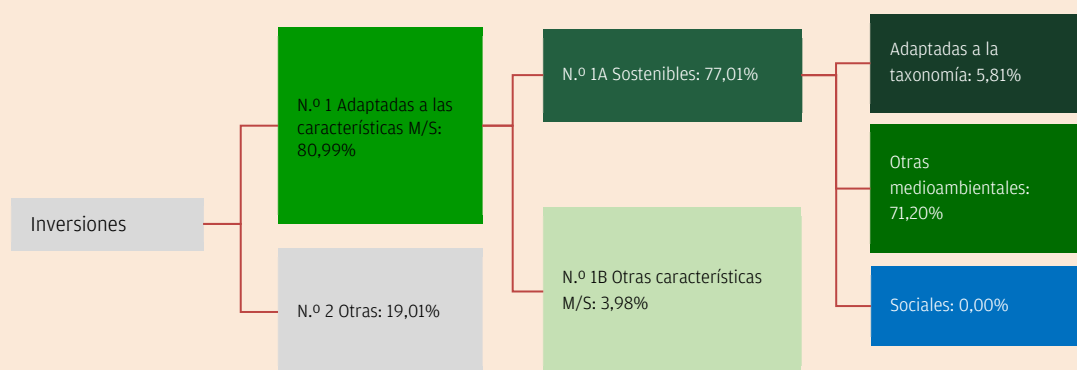 Inversiones
N.º 1 Adaptadas a las
características M/S:
80,99%
N.º 2 Otras: 19,01%
N.º 1A Sostenibles: 77,01%
N.º 1B Otras características
M/S: 3,98%
Adaptadas a la
taxonomía: 5,81%
Otras
medioambientales:
71,20%
Sociales: 0,00%